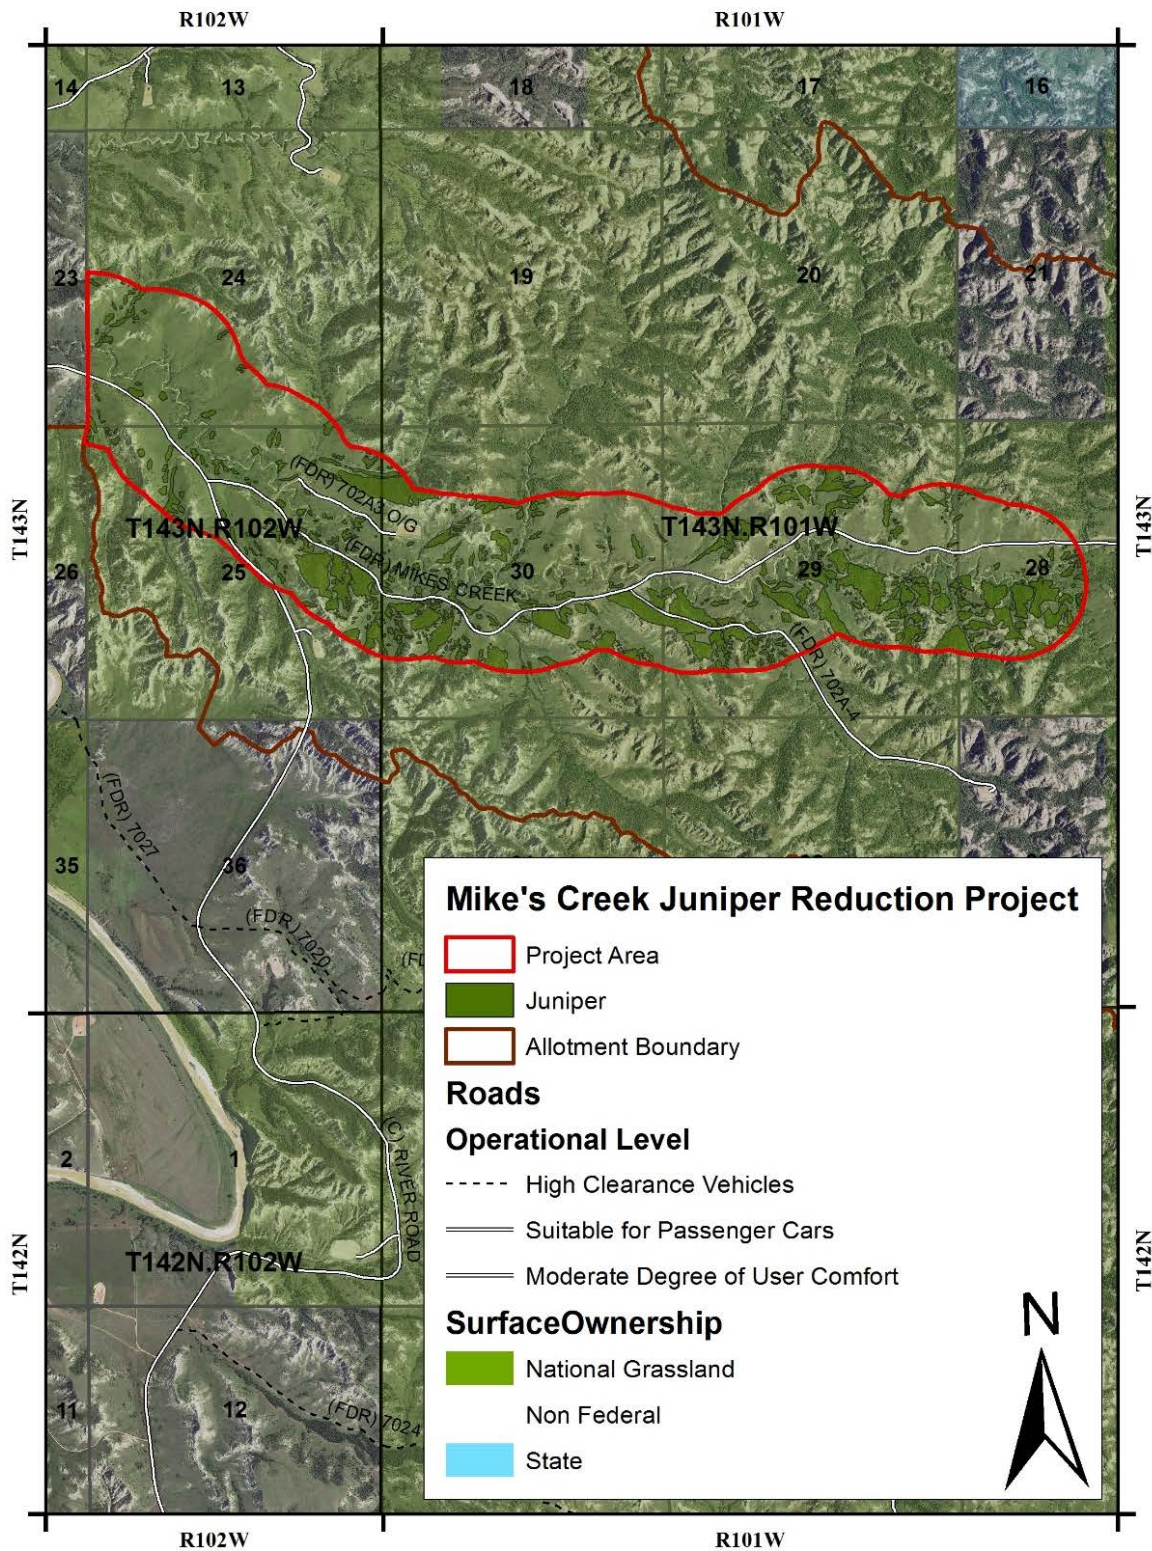 R102W
R101W
14
13
18
17
16
23
24
19
20
21
(FDR) 702A3 O/G
T143N
T143N.R102W
T143N.R101W
T143N
26
25
(FDR) MIKES CREEK
30
29
28
(FDR) 702A-4
(FDR) 7027
35
36
(FDR) 7020
Mike's Creek Juniper Reduction Project
Project Area
Juniper
Allotment Boundary
Roads
Operational Level
High Clearance Vehicles
Suitable for Passenger Cars
Moderate Degree of User Comfort
SurfaceOwnership
National Grassland
Non Federal
State
N
(C) RIVER ROAD
2
1
T142N
T142N.R102W
T142N
11
12
(FDR) 7024
R102W
R101W